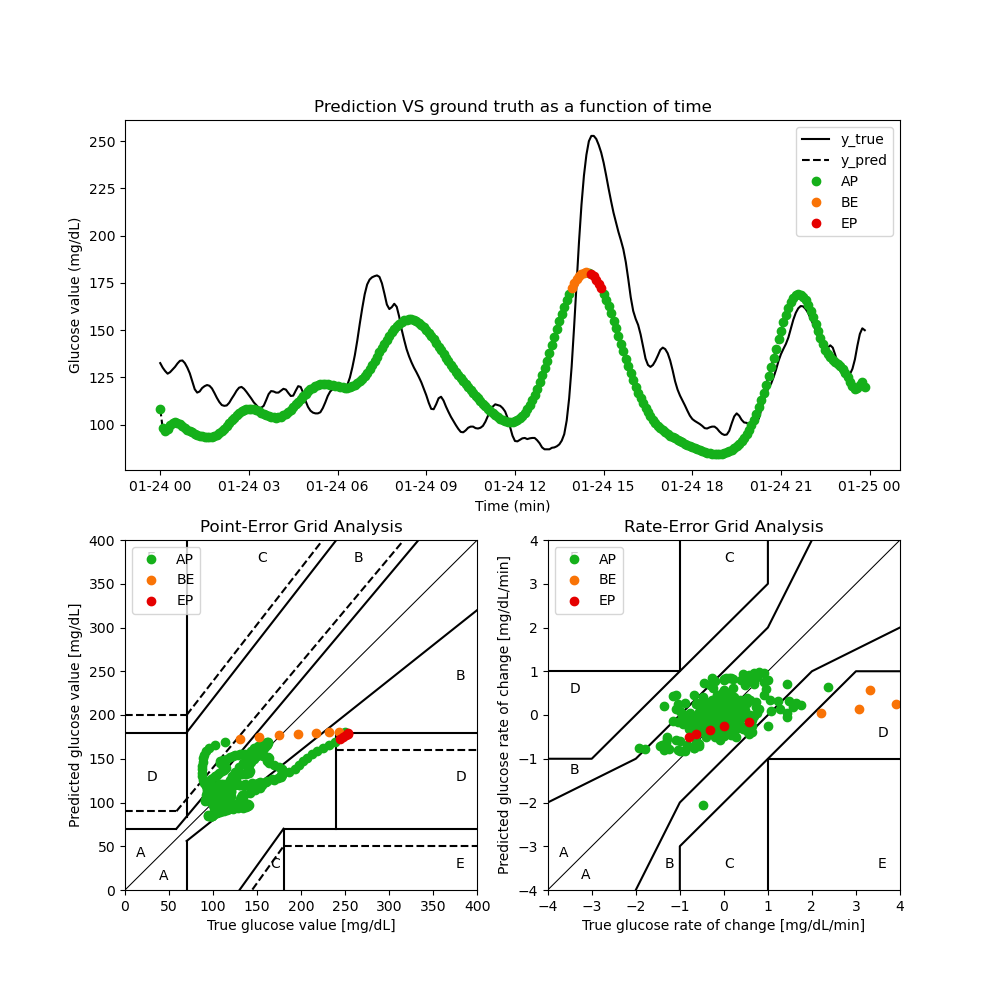 Prediction VS ground truth as a function of time
Glucose value (mg/dL)
250
225
200
175
150
125
100
y_true
y_pred
AP
BE
EP
01-24 00 01-24 03 01-24 06 01-24 09 01-24 12 01-24 15 01-24 18 01-24 21 01-25 00
Time (min)
Point-Error Grid Analysis
Predicted glucose value [mg/dL]
400
350
300
250
200
150
100
50
0
AP
BE
EP
C
B
B
D
D
A
A
C
E
0 50 100 150 200 250 300 350 400
True glucose value [mg/dL]
Rate-Error Grid Analysis
Predicted glucose rate of change [mg/dL/min]
4
3
2
1
0
−1
−2
−3
−4
AP
BE
EP
C
D
D
B
A
A
B
C
E
−4 −3 −2 −1 0 1 2 3 4
True glucose rate of change [mg/dL/min]